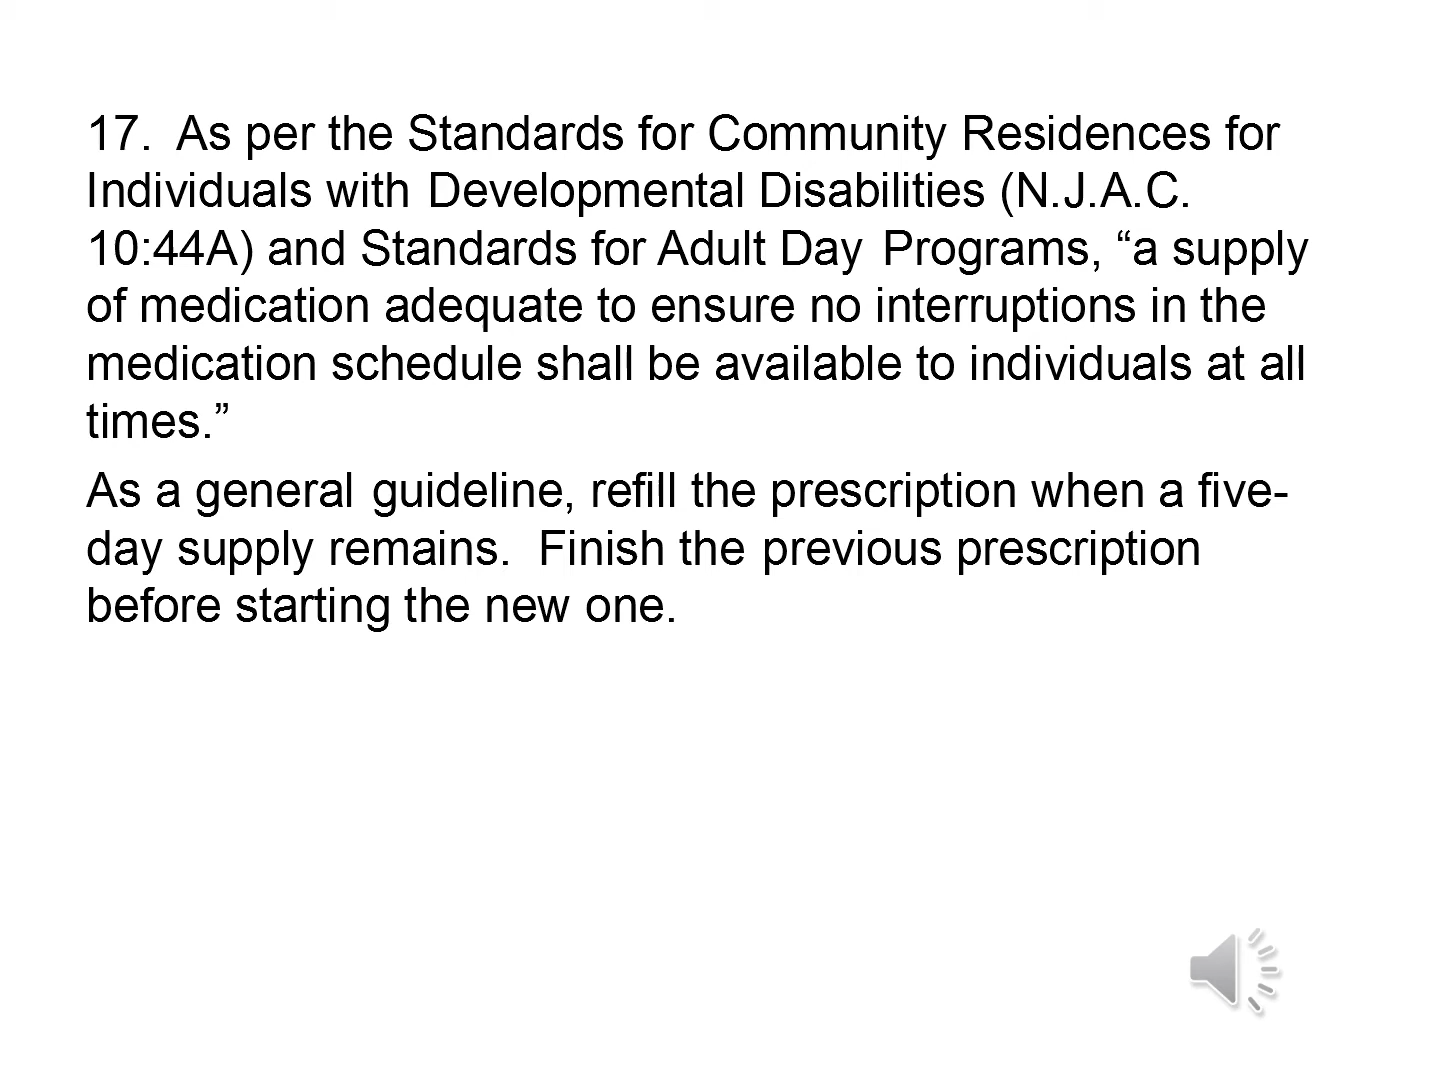 17.  As per the Standards for Community Residences for
Individuals with Developmental Disabilities (N.J.A.C.
10:44A) and Standards for Adult Day Programs, “a supply
of medication adequate to ensure no interruptions in the
medication schedule shall be available to individuals at all
times.”
As a general guideline, refill the prescription when a five-
day supply remains.  Finish the previous prescription
before starting the new one.